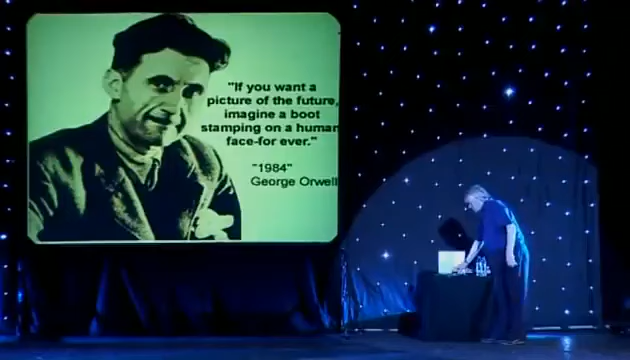 "If you want a
picture of the future,
imagine a boot
stamping on a human
face-for ever."
"1984"
George Orwell